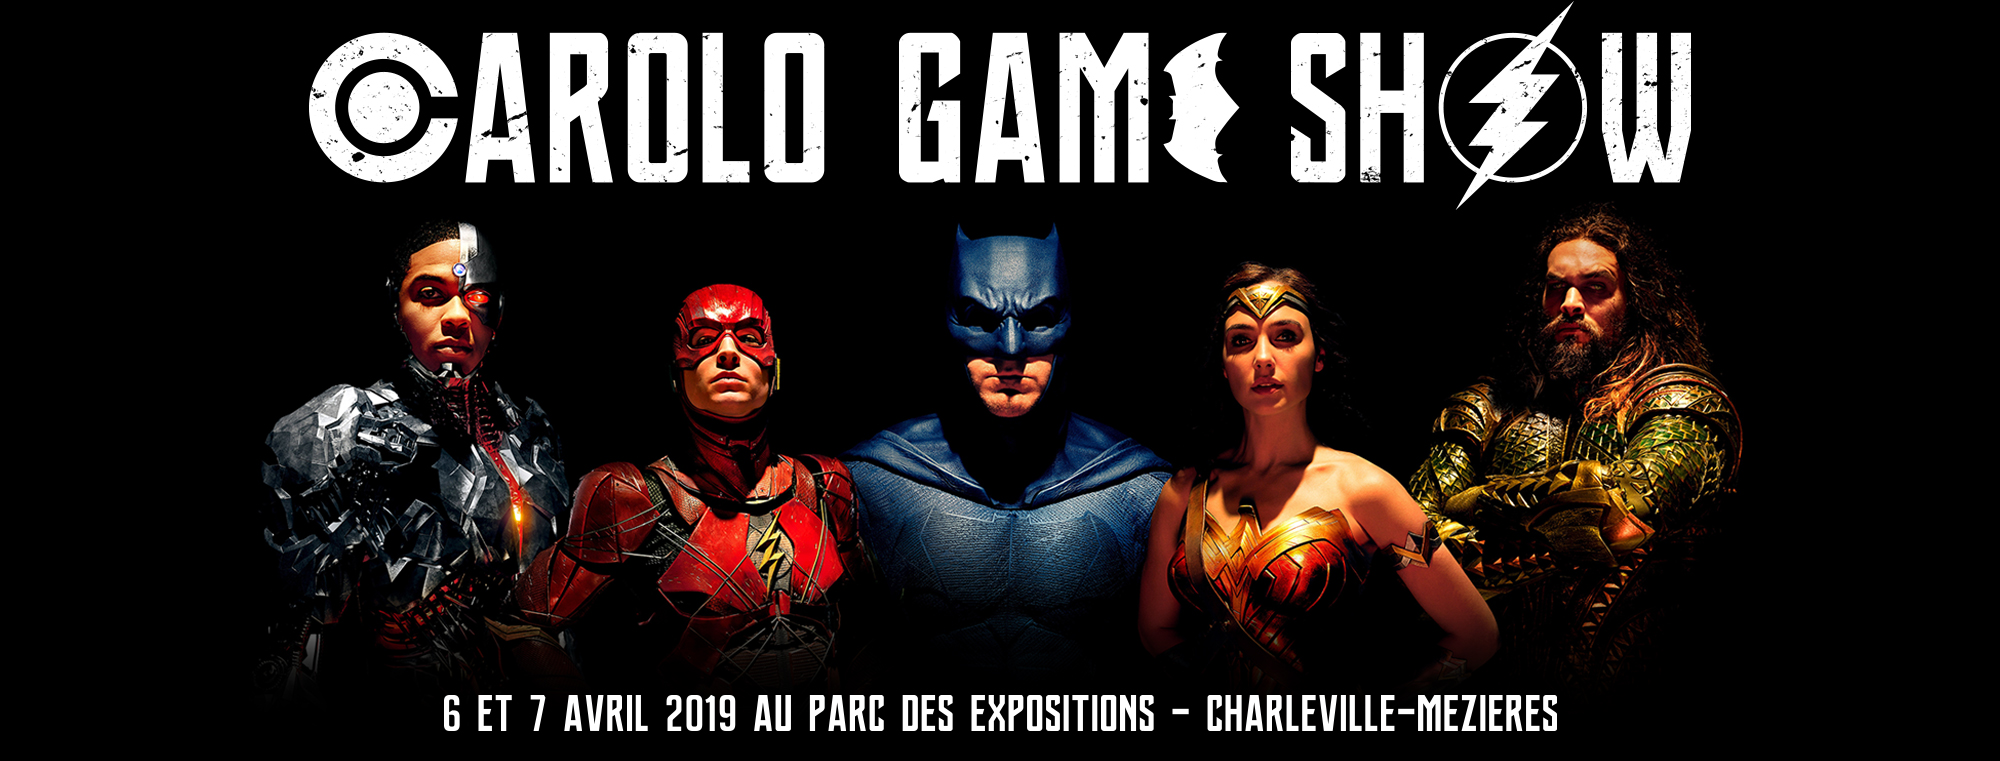 CAROLO GAME SHOW
6 ET 7 AVRIL 2019 AU PARC DES EXPOSITIONS - CHARLEVILLE-MEZIERES